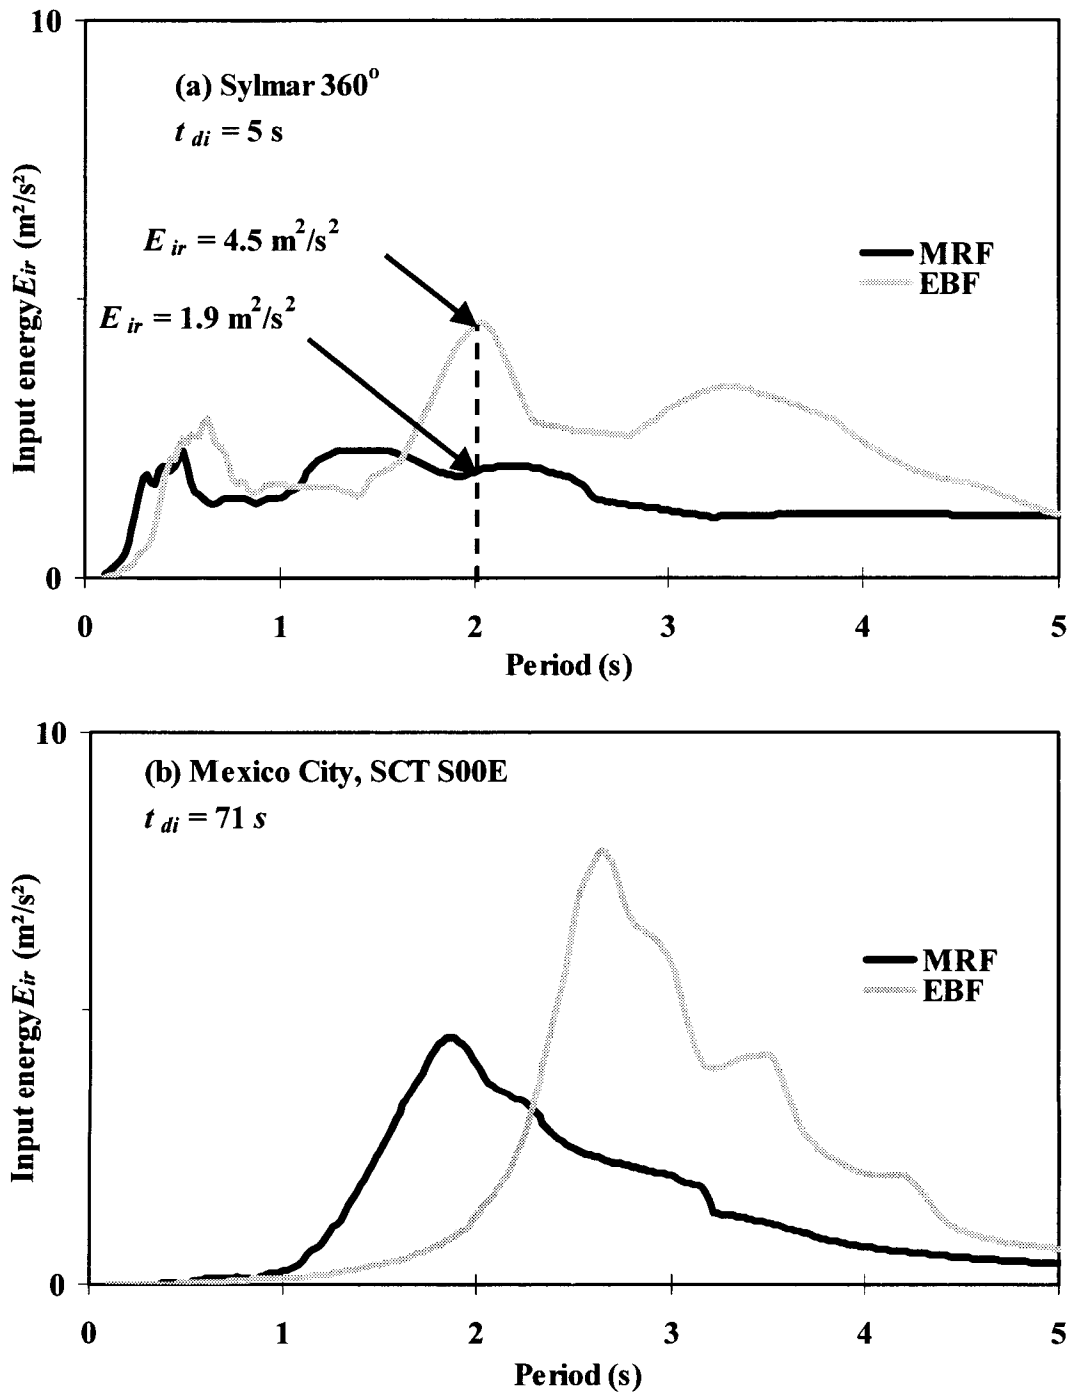 10
(a) Sylmar 360°
t di = 5 s
E ir = 4.5 m²/s²
E ir = 1.9 m²/s²
MRF
EBF
Input energy Eir (m²/s²)
0
0 1 2 3 4 5
Period (s)
10
(b) Mexico City, SCT S00E
t di = 71 s
MRF
EBF
Input energy Eir (m²/s²)
0
0 1 2 3 4 5
Period (s)